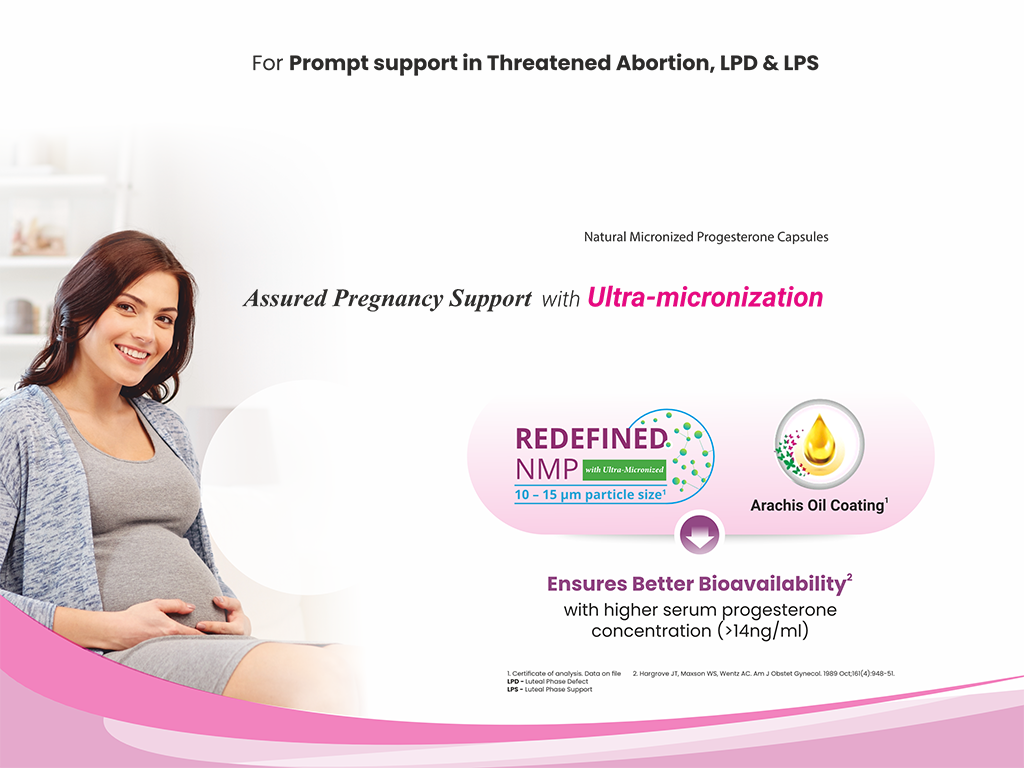 For Prompt support in Threatened Abortion, LPD & LPS
Natural Micronized Progesterone Capsules
Assured Pregnancy Support with Ultra-micronization
REDEFINED
NMP with Ultra-Micronized
10 – 15 µm particle size¹
Arachis Oil Coating¹
Ensures Better Bioavailability²
with higher serum progesterone
concentration (>14ng/ml)
1. Certificate of analysis. Data on file 2. Hargrove JT, Maxson WS, Wentz AC. Am J Obstet Gynecol. 1989 Oct;161(4):948-51.
LPD - Luteal Phase Defect
LPS - Luteal Phase Support